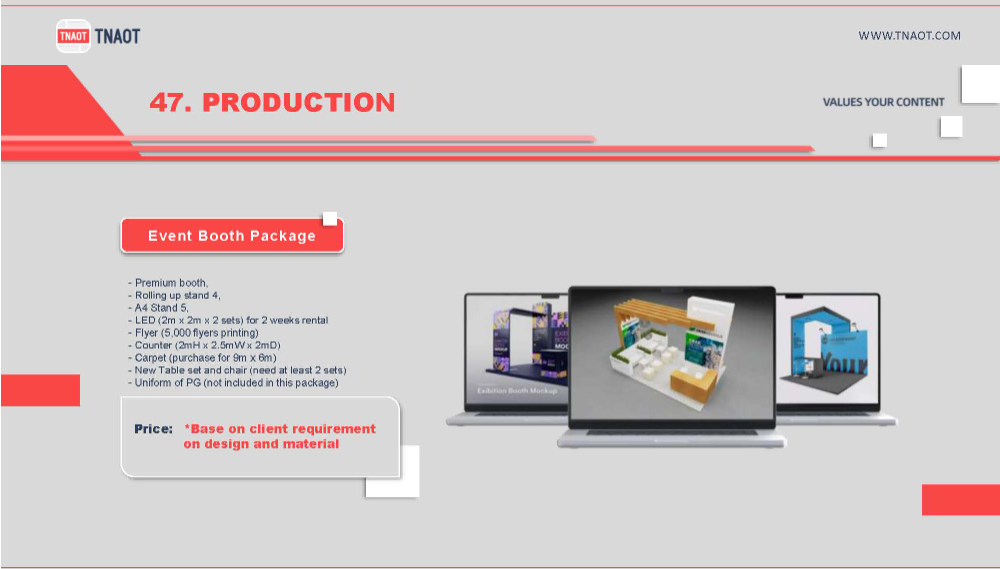 TNAOT TNAOT
WWW.TNAOT.COM
47. PRODUCTION
VALUES YOUR CONTENT
Event Booth Package
- Premium booth,
- Rolling up stand 4,
- A4 Stand 5,
- LED (2m x 2m x 2 sets) for 2 weeks rental
- Flyer (5,000 flyers printing)
- Counter (2mH x 2.5mW x 2mD)
- Carpet (purchase for 9m x 6m)
- New Table set and chair (need at least 2 sets)
- Uniform of PG (not included in this package)
Price: *Base on client requirement
on design and material
Exibition Booth Mockup
Your